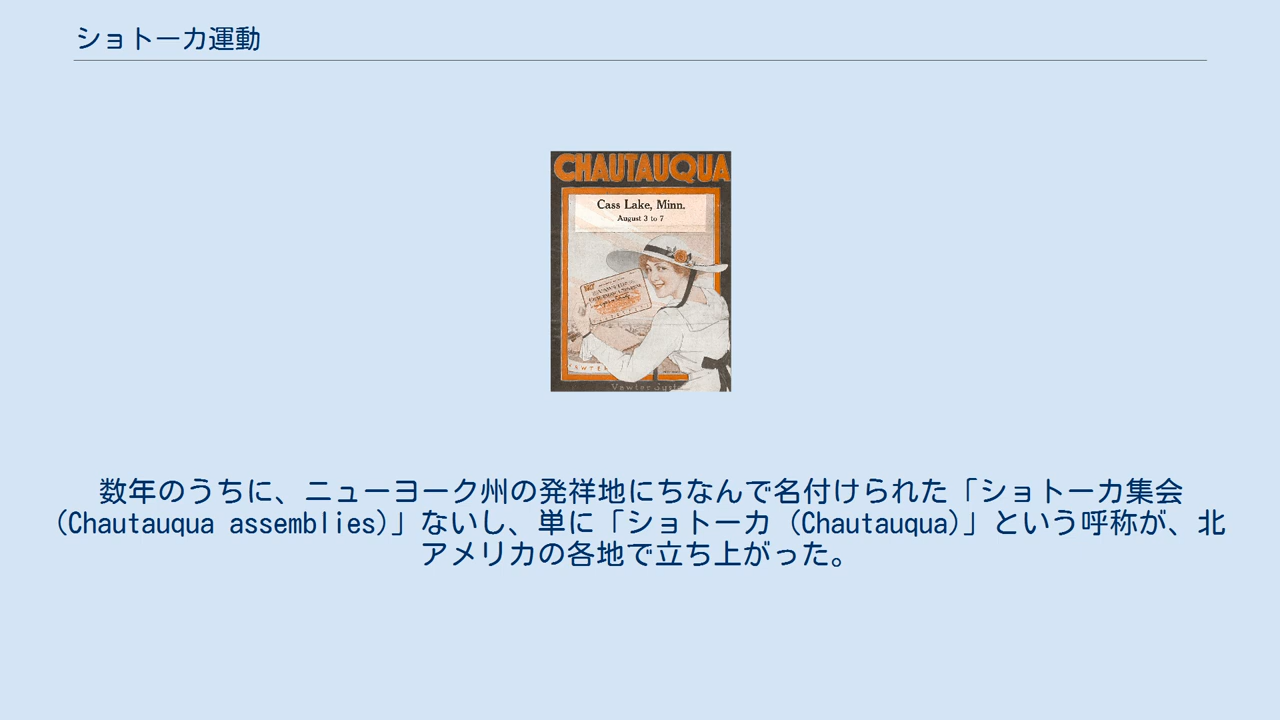 ショトーカ運動
CHAUTAUQUA
Cass Lake, Minn.
August 3 to 7
数年のうちに、ニューヨーク州の発祥地にちなんで名付けられた「ショトーカ集会
(Chautauqua assemblies)」ないし、単に「ショトーカ (Chautauqua)」という呼称が、北
アメリカの各地で立ち上がった。